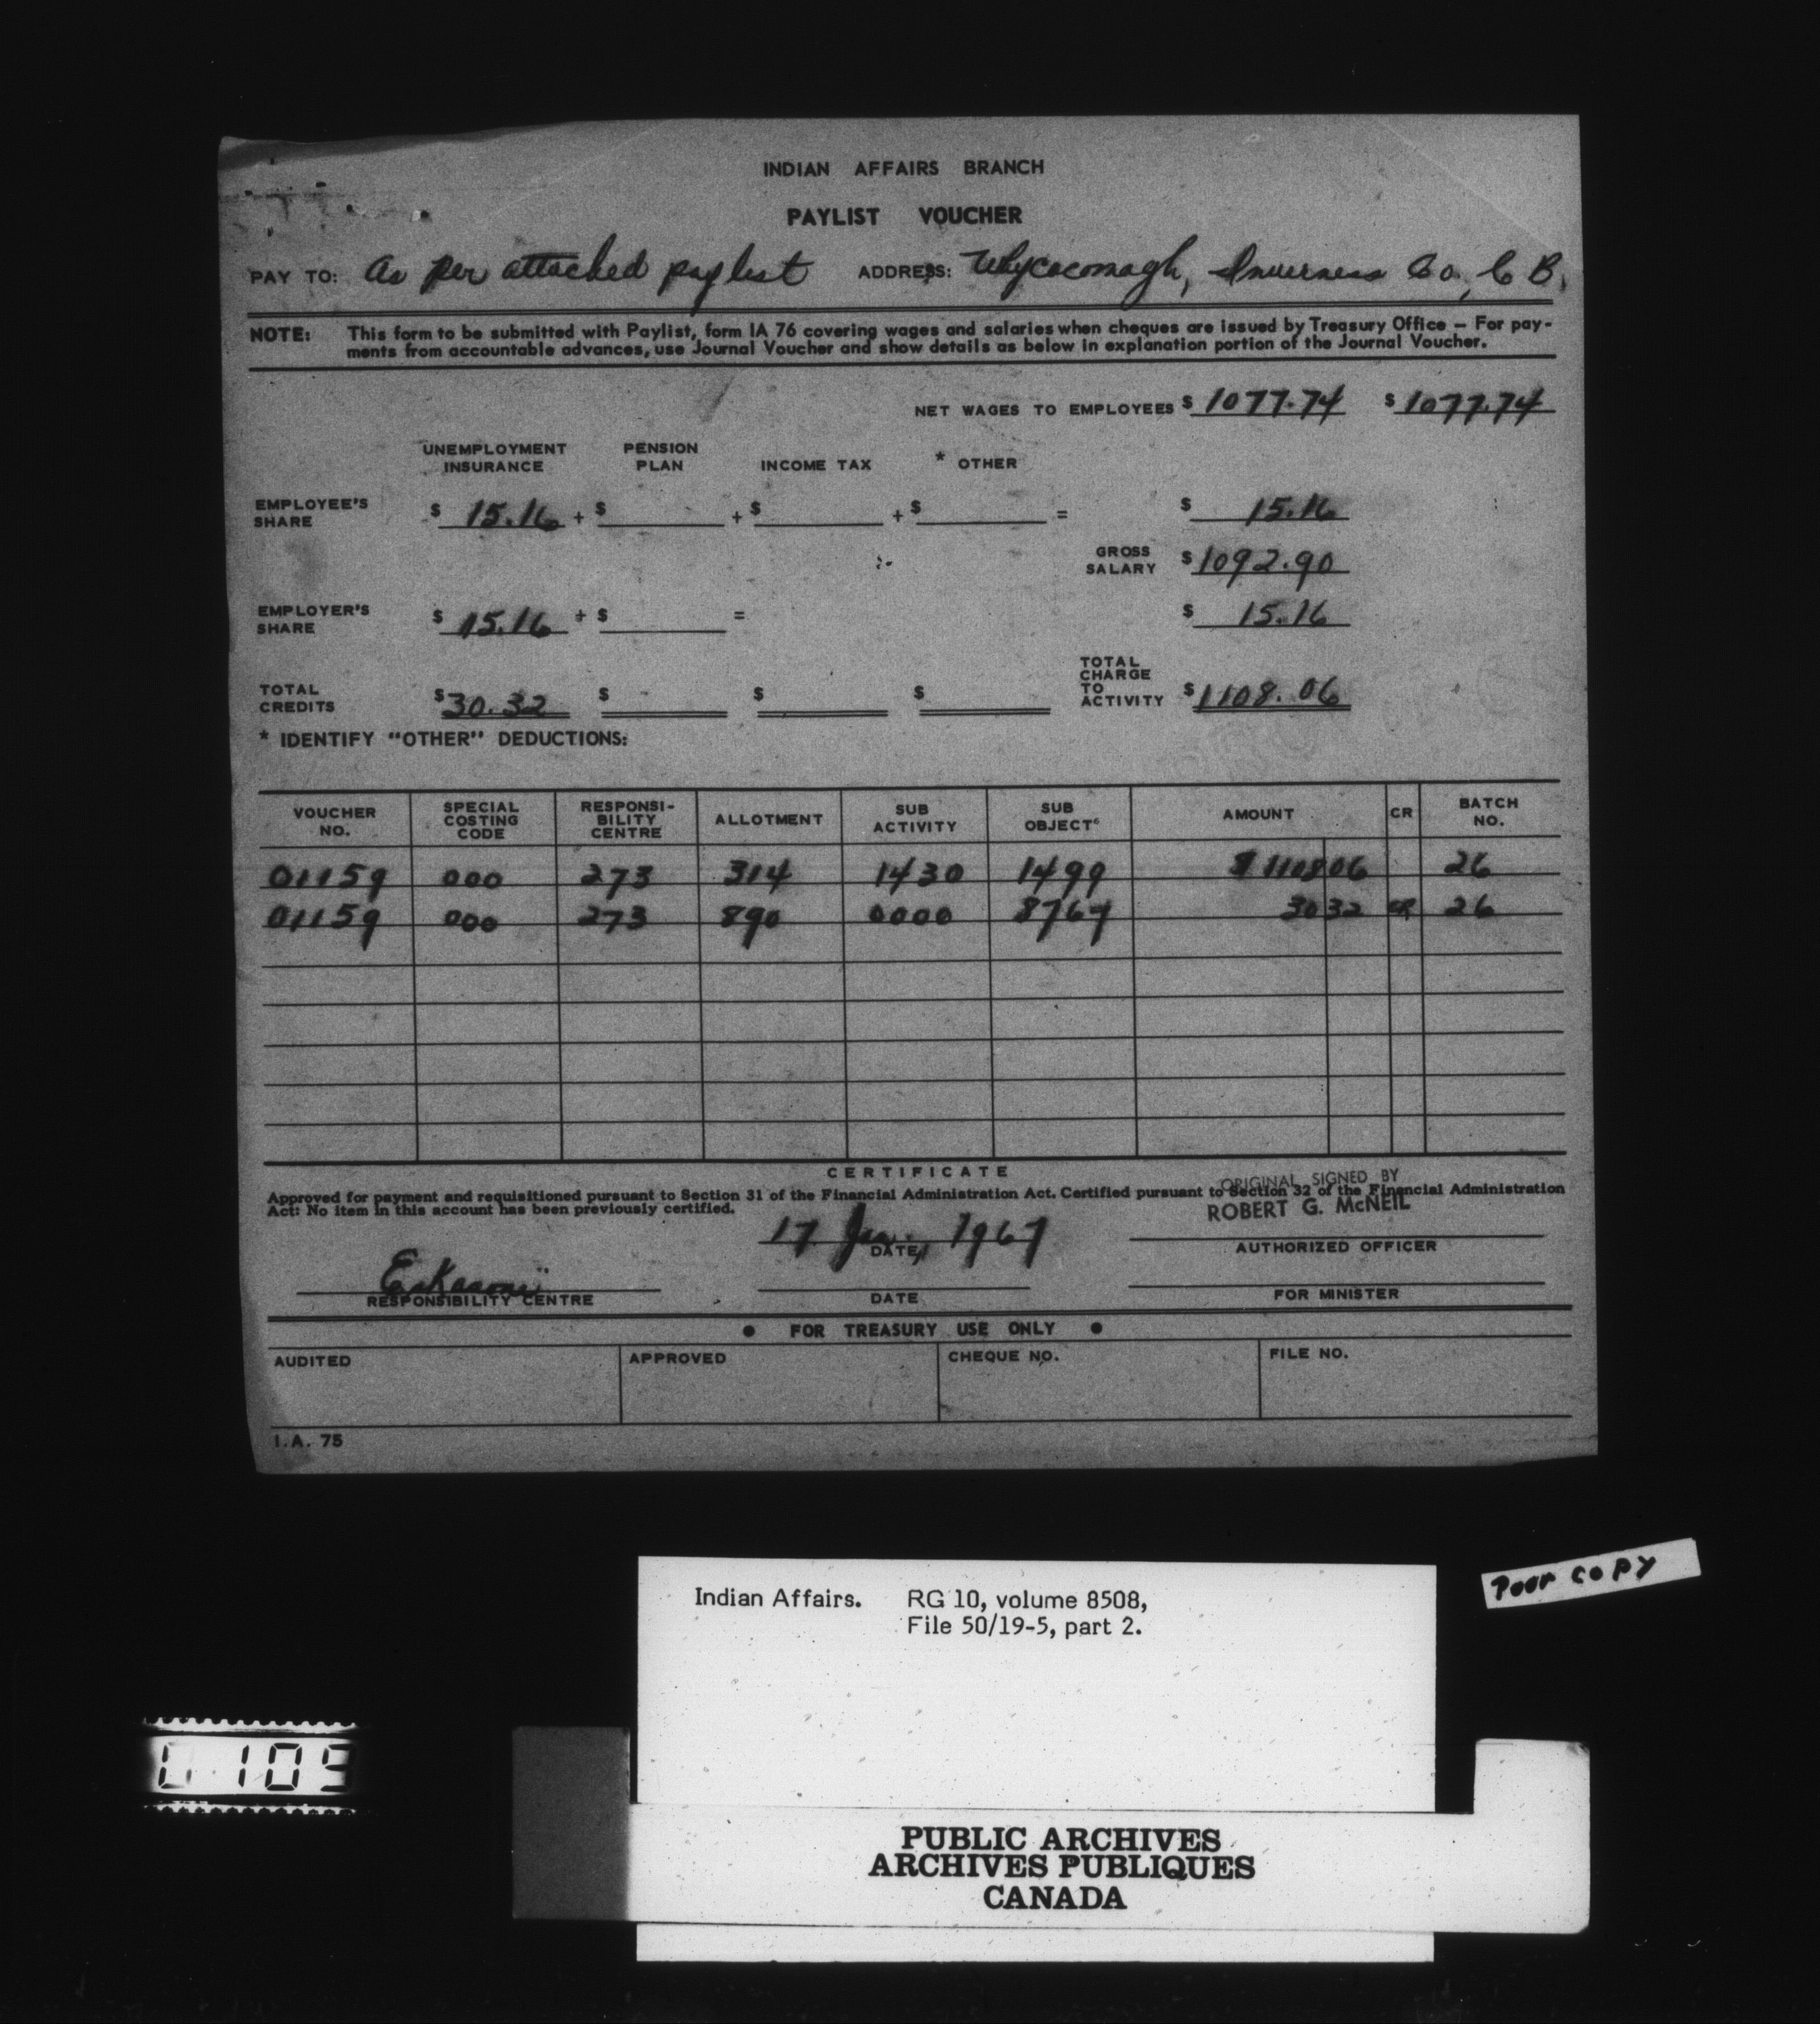 INDIAN AFFAIRS BRANCH
PAYLIST VOUCHER
PAY TO: As per attached paylist ADDRESS: Whycocomagh, Inverness Co., C B.
NOTE: This form to be submitted with Paylist, form IA 76 covering wages and salaries when cheques are issued by Treasury Office — For pay-
ments from accountable advances, use Journal Voucher and show details as below in explanation portion of the Journal Voucher.
NET WAGES TO EMPLOYEES $ 1077.74 $ 1077.74
UNEMPLOYMENT INSURANCE PENSION PLAN INCOME TAX * OTHER
EMPLOYEE'S SHARE $ 15.16 + $ + $ + $ = $ 15.16
GROSS SALARY $ 1092.90
EMPLOYER'S SHARE $ 15.16 + $ = $ 15.16
TOTAL CREDITS $ 30.32 $ $ $ TOTAL CHARGE TO ACTIVITY $ 1108.06
* IDENTIFY "OTHER" DEDUCTIONS:
VOUCHER NO. SPECIAL COSTING CODE RESPONSI-BILITY CENTRE ALLOTMENT SUB ACTIVITY SUB OBJECT AMOUNT CR BATCH NO.
01159 000 273 314 1430 1499 $ 1108 06 26
01159 000 273 890 0000 8767 30 32 CR 26
CERTIFICATE
Approved for payment and requisitioned pursuant to Section 31 of the Financial Administration Act. Certified pursuant to Section 32 of the Financial Administration
Act: No item in this account has been previously certified.
ORIGINAL SIGNED BY
ROBERT G. McNEIL
17 Jan., 1967
DATE AUTHORIZED OFFICER
Eskasoni
RESPONSIBILITY CENTRE DATE FOR MINISTER
● FOR TREASURY USE ONLY ●
AUDITED APPROVED CHEQUE NO. FILE NO.
I.A. 75
Poor copy
Indian Affairs. RG 10, volume 8508,
File 50/19-5, part 2.
109
PUBLIC ARCHIVES
ARCHIVES PUBLIQUES
CANADA